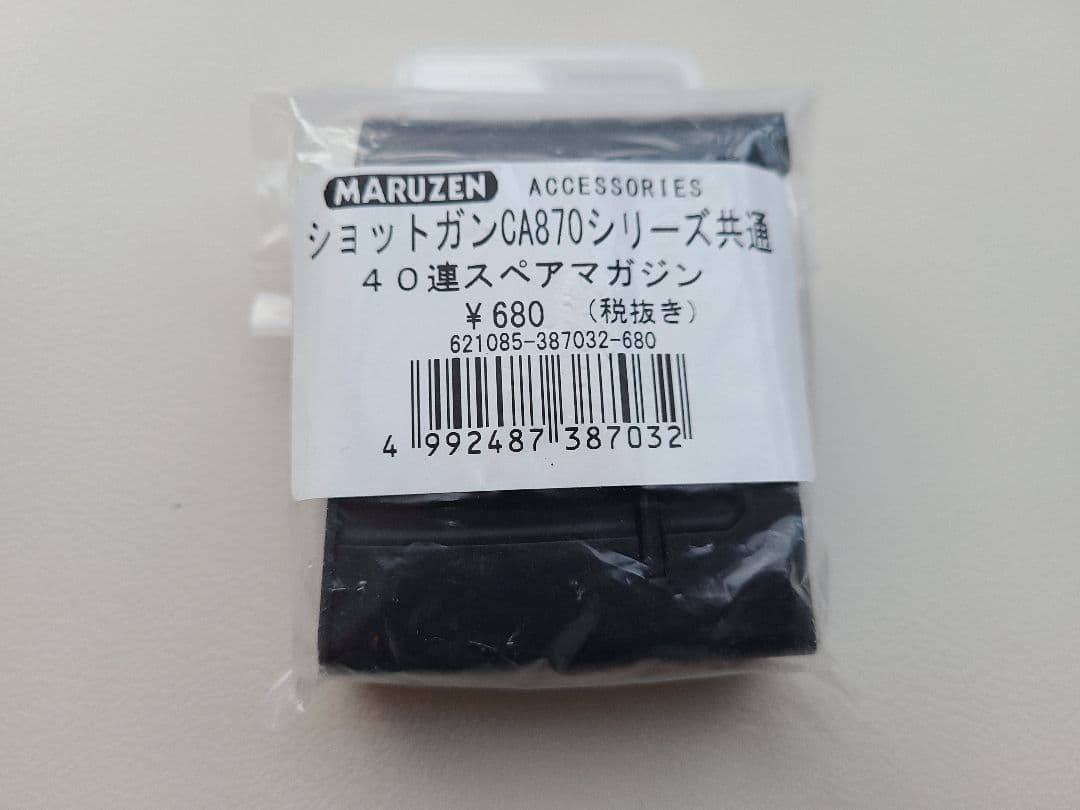 MARUZEN ACCESSORIES
ショットガンCA870シリーズ共通
40連スペアマガジン
¥680 (税抜き)
621085-387032-680
4 992487 387032